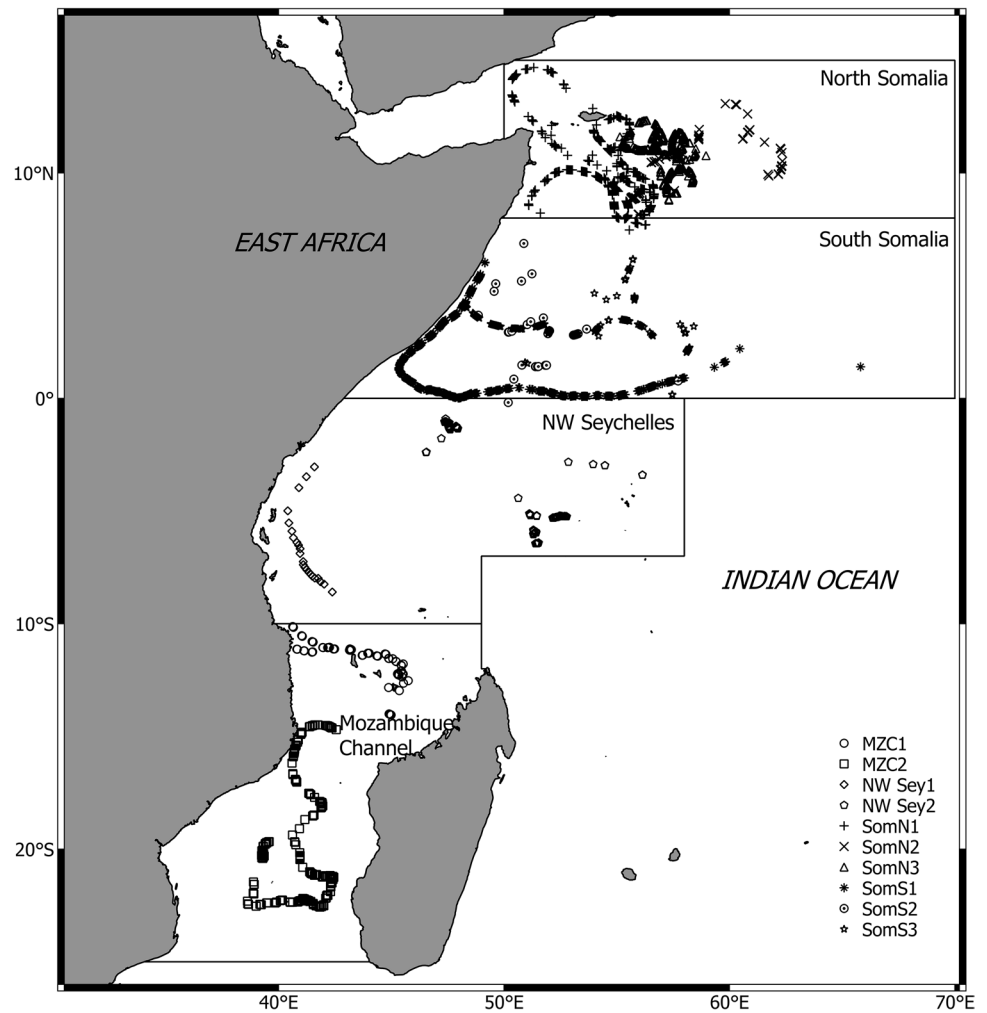 North Somalia
10°N
EAST AFRICA
South Somalia
0°
NW Seychelles
INDIAN OCEAN
10°S
Mozambique
Channel
MZC1
MZC2
NW Sey1
NW Sey2
SomN1
SomN2
20°S
SomN3
SomS1
SomS2
SomS3
40°E
50°E
60°E
70°E